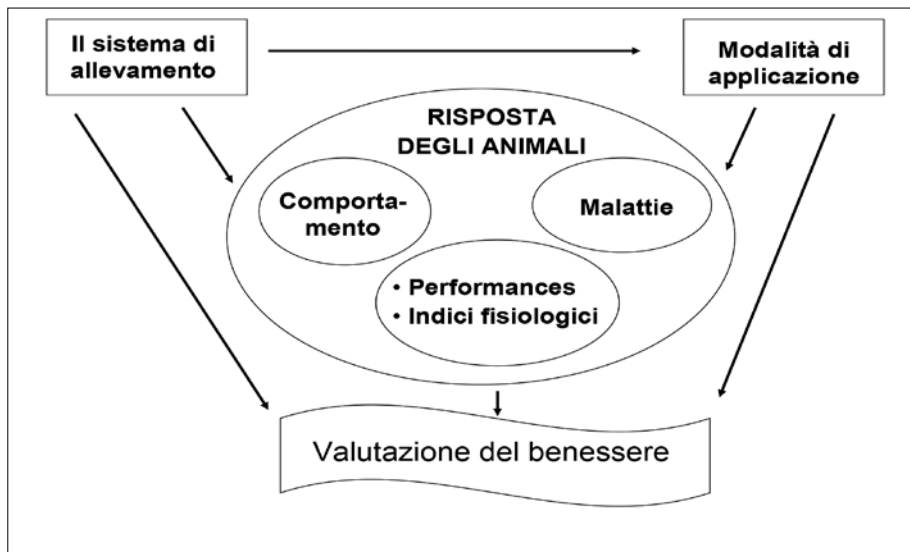 Il sistema di
allevamento
Modalità di
applicazione
RISPOSTA
DEGLI ANIMALI
Comporta-
mento
Malattie
• Performances
• Indici fisiologici
Valutazione del benessere